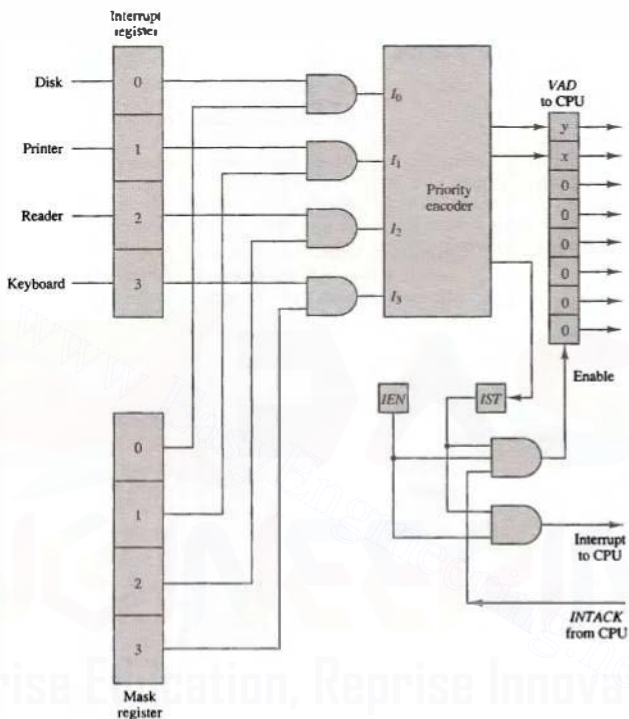 Interrupt
register
Disk
0
I0
VAD
to CPU
y
Printer
1
I1
x
Priority
encoder
0
Reader
2
I2
0
0
Keyboard
3
I3
0
0
0
Enable
IEN
IST
0
1
Interrupt
to CPU
2
INTACK
from CPU
3
Mask
register